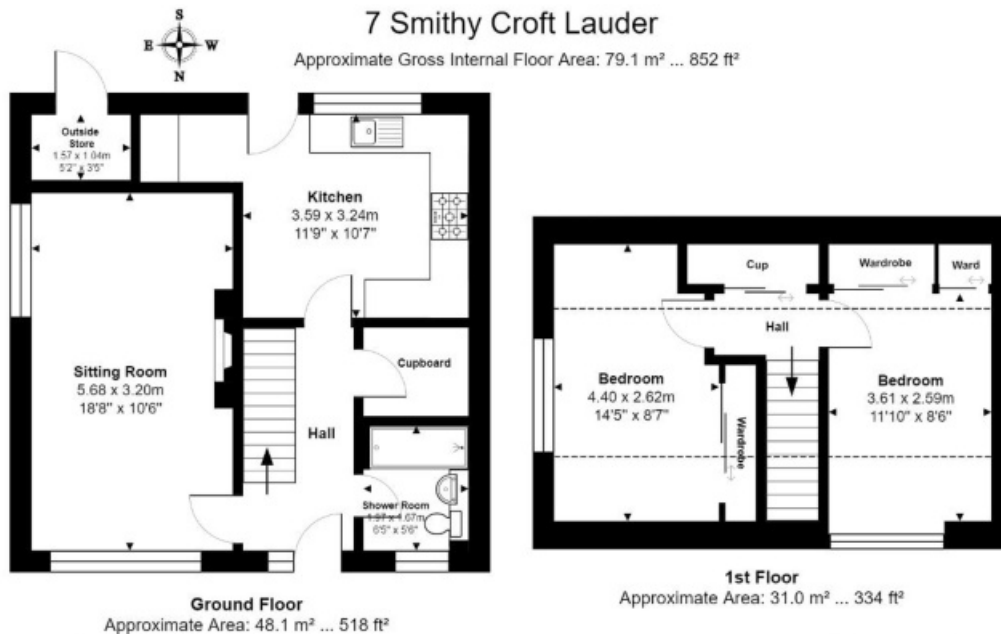 7 Smithy Croft Lauder
Approximate Gross Internal Floor Area: 79.1 m² ... 852 ft²
S
E W
N
Outside
Store
1.57 x 1.04m
5'2" x 3'5"
Kitchen
3.59 x 3.24m
11'9" x 10'7"
Sitting Room
5.68 x 3.20m
18'8" x 10'6"
Cupboard
Hall
Shower Room
1.97 x 1.67m
6'5" x 5'6"
Ground Floor
Approximate Area: 48.1 m² ... 518 ft²
Cup
Wardrobe
Ward
Hall
Bedroom
4.40 x 2.62m
14'5" x 8'7"
Wardrobe
Bedroom
3.61 x 2.59m
11'10" x 8'6"
1st Floor
Approximate Area: 31.0 m² ... 334 ft²